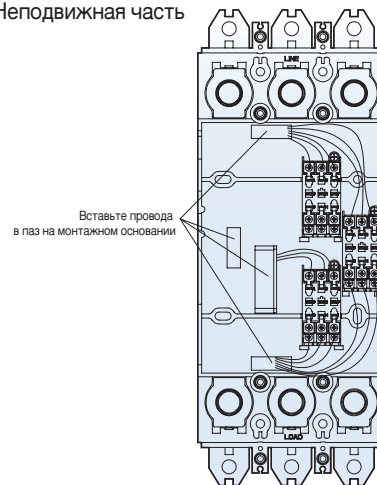 Неподвижная часть
LINE
Вставьте провода
в паз на монтажном основании
LOAD